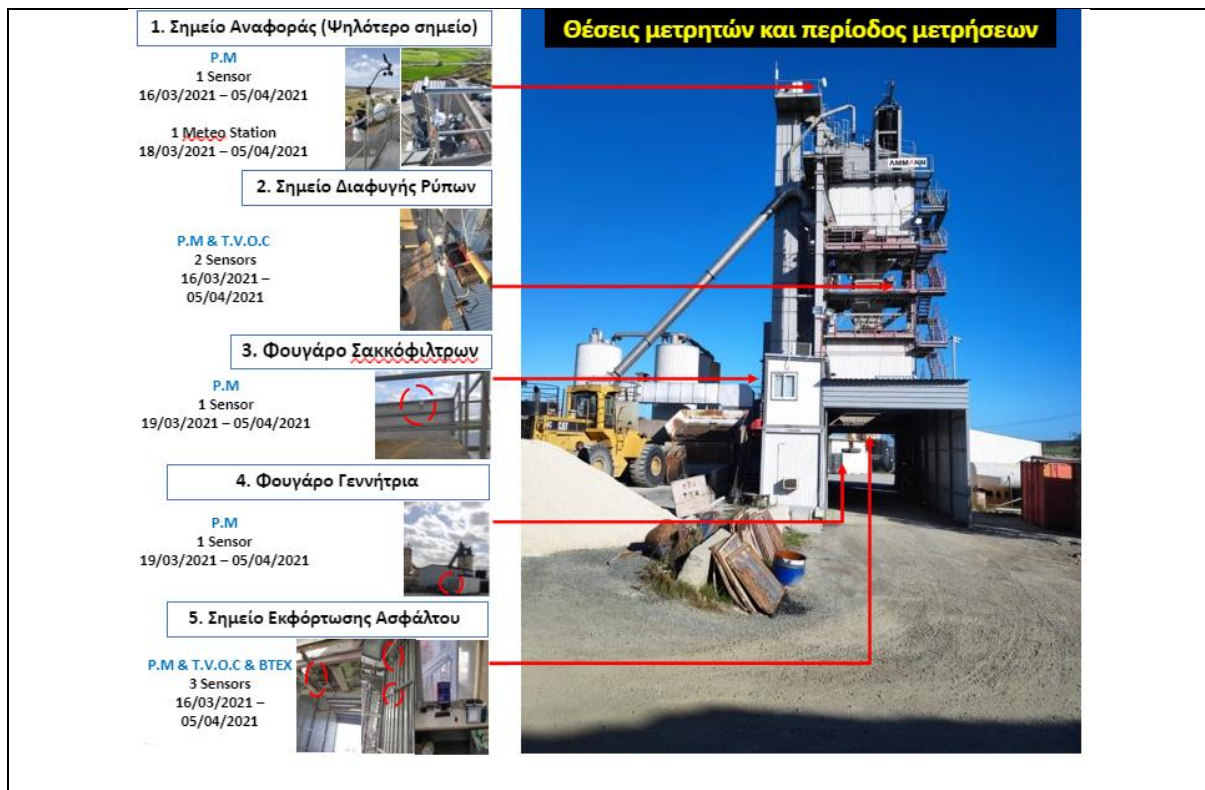 1. Σημείο Αναφοράς (Ψηλότερο σημείο)
P.M
1 Sensor
16/03/2021 – 05/04/2021
1 Meteo Station
18/03/2021 – 05/04/2021
2. Σημείο Διαφυγής Ρύπων
P.M & T.V.O.C
2 Sensors
16/03/2021 –
05/04/2021
3. Φουγάρο Σακκόφιλτρων
P.M
1 Sensor
19/03/2021 – 05/04/2021
4. Φουγάρο Γεννήτρια
P.M
1 Sensor
19/03/2021 – 05/04/2021
5. Σημείο Εκφόρτωσης Ασφάλτου
P.M & T.V.O.C & BTEX
3 Sensors
16/03/2021 –
05/04/2021
Θέσεις μετρητών και περίοδος μετρήσεων
AMMANN
CAT